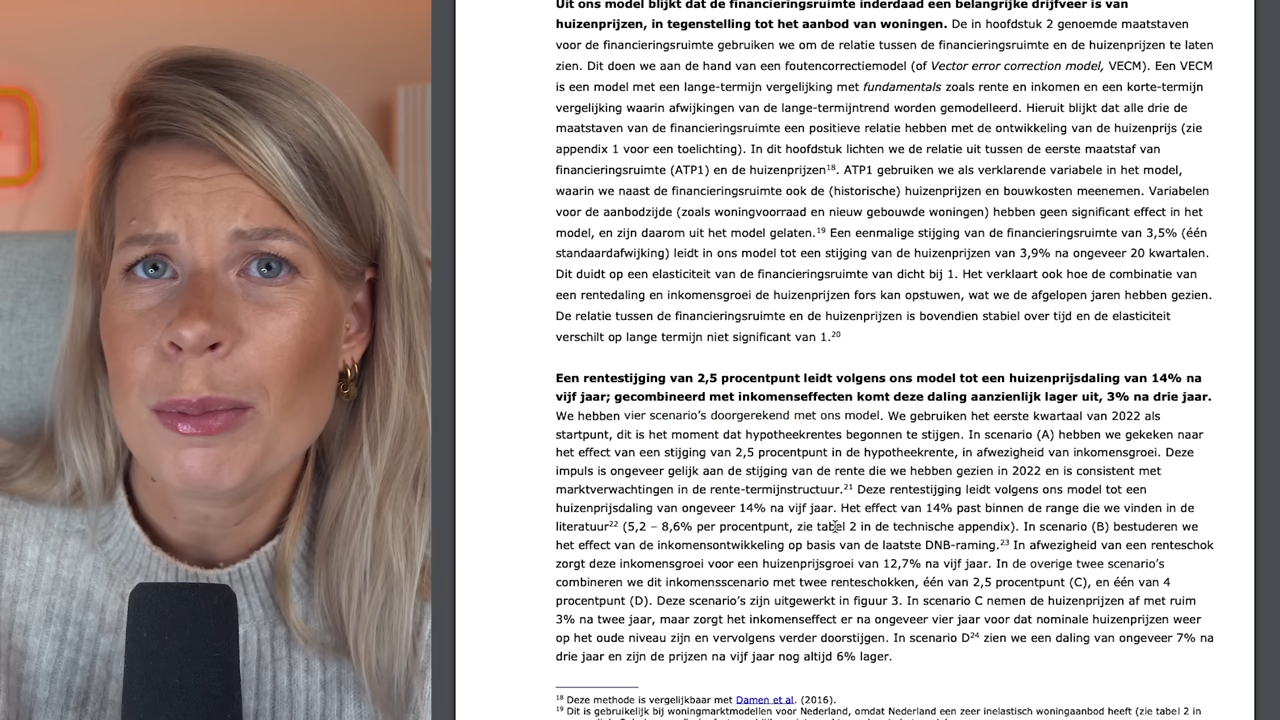 Uit ons model blijkt dat de financieringsruimte inderdaad een belangrijke drijfveer is van
huizenprijzen, in tegenstelling tot het aanbod van woningen. De in hoofdstuk 2 genoemde maatstaven
voor de financieringsruimte gebruiken we om de relatie tussen de financieringsruimte en de huizenprijzen te laten
zien. Dit doen we aan de hand van een foutencorrectiemodel (of Vector error correction model, VECM). Een VECM
is een model met een lange-termijn vergelijking met fundamentals zoals rente en inkomen en een korte-termijn
vergelijking waarin afwijkingen van de lange-termijntrend worden gemodelleerd. Hieruit blijkt dat alle drie de
maatstaven van de financieringsruimte een positieve relatie hebben met de ontwikkeling van de huizenprijs (zie
appendix 1 voor een toelichting). In dit hoofdstuk lichten we de relatie uit tussen de eerste maatstaf van
financieringsruimte (ATP1) en de huizenprijzen¹⁸. ATP1 gebruiken we als verklarende variabele in het model,
waarin we naast de financieringsruimte ook de (historische) huizenprijzen en bouwkosten meenemen. Variabelen
voor de aanbodzijde (zoals woningvoorraad en nieuw gebouwde woningen) hebben geen significant effect in het
model, en zijn daarom uit het model gelaten.¹⁹ Een eenmalige stijging van de financieringsruimte van 3,5% (één
standaardafwijking) leidt in ons model tot een stijging van de huizenprijzen van 3,9% na ongeveer 20 kwartalen.
Dit duidt op een elasticiteit van de financieringsruimte van dicht bij 1. Het verklaart ook hoe de combinatie van
een rentedaling en inkomensgroei de huizenprijzen fors kan opstuwen, wat we de afgelopen jaren hebben gezien.
De relatie tussen de financieringsruimte en de huizenprijzen is bovendien stabiel over tijd en de elasticiteit
verschilt op lange termijn niet significant van 1.²⁰
Een rentestijging van 2,5 procentpunt leidt volgens ons model tot een huizenprijsdaling van 14% na
vijf jaar; gecombineerd met inkomenseffecten komt deze daling aanzienlijk lager uit, 3% na drie jaar.
We hebben vier scenario's doorgerekend met ons model. We gebruiken het eerste kwartaal van 2022 als
startpunt, dit is het moment dat hypotheekrentes begonnen te stijgen. In scenario (A) hebben we gekeken naar
het effect van een stijging van 2,5 procentpunt in de hypotheekrente, in afwezigheid van inkomensgroei. Deze
impuls is ongeveer gelijk aan de stijging van de rente die we hebben gezien in 2022 en is consistent met
marktverwachtingen in de rente-termijnstructuur.²¹ Deze rentestijging leidt volgens ons model tot een
huizenprijsdaling van ongeveer 14% na vijf jaar. Het effect van 14% past binnen de range die we vinden in de
literatuur²² (5,2 – 8,6% per procentpunt, zie tabel 2 in de technische appendix). In scenario (B) bestuderen we
het effect van de inkomensontwikkeling op basis van de laatste DNB-raming.²³ In afwezigheid van een renteschok
zorgt deze inkomensgroei voor een huizenprijsgroei van 12,7% na vijf jaar. In de overige twee scenario's
combineren we dit inkomensscenario met twee renteschokken, één van 2,5 procentpunt (C), en één van 4
procentpunt (D). Deze scenario's zijn uitgewerkt in figuur 3. In scenario C nemen de huizenprijzen af met ruim
3% na twee jaar, maar zorgt het inkomenseffect er na ongeveer vier jaar voor dat nominale huizenprijzen weer
op het oude niveau zijn en vervolgens verder doorstijgen. In scenario D²⁴ zien we een daling van ongeveer 7% na
drie jaar en zijn de prijzen na vijf jaar nog altijd 6% lager.
¹⁸ Deze methode is vergelijkbaar met Damen et al. (2016).
¹⁹ Dit is gebruikelijk bij woningmarktmodellen voor Nederland, omdat Nederland een zeer inelastisch woningaanbod heeft (zie tabel 2 in